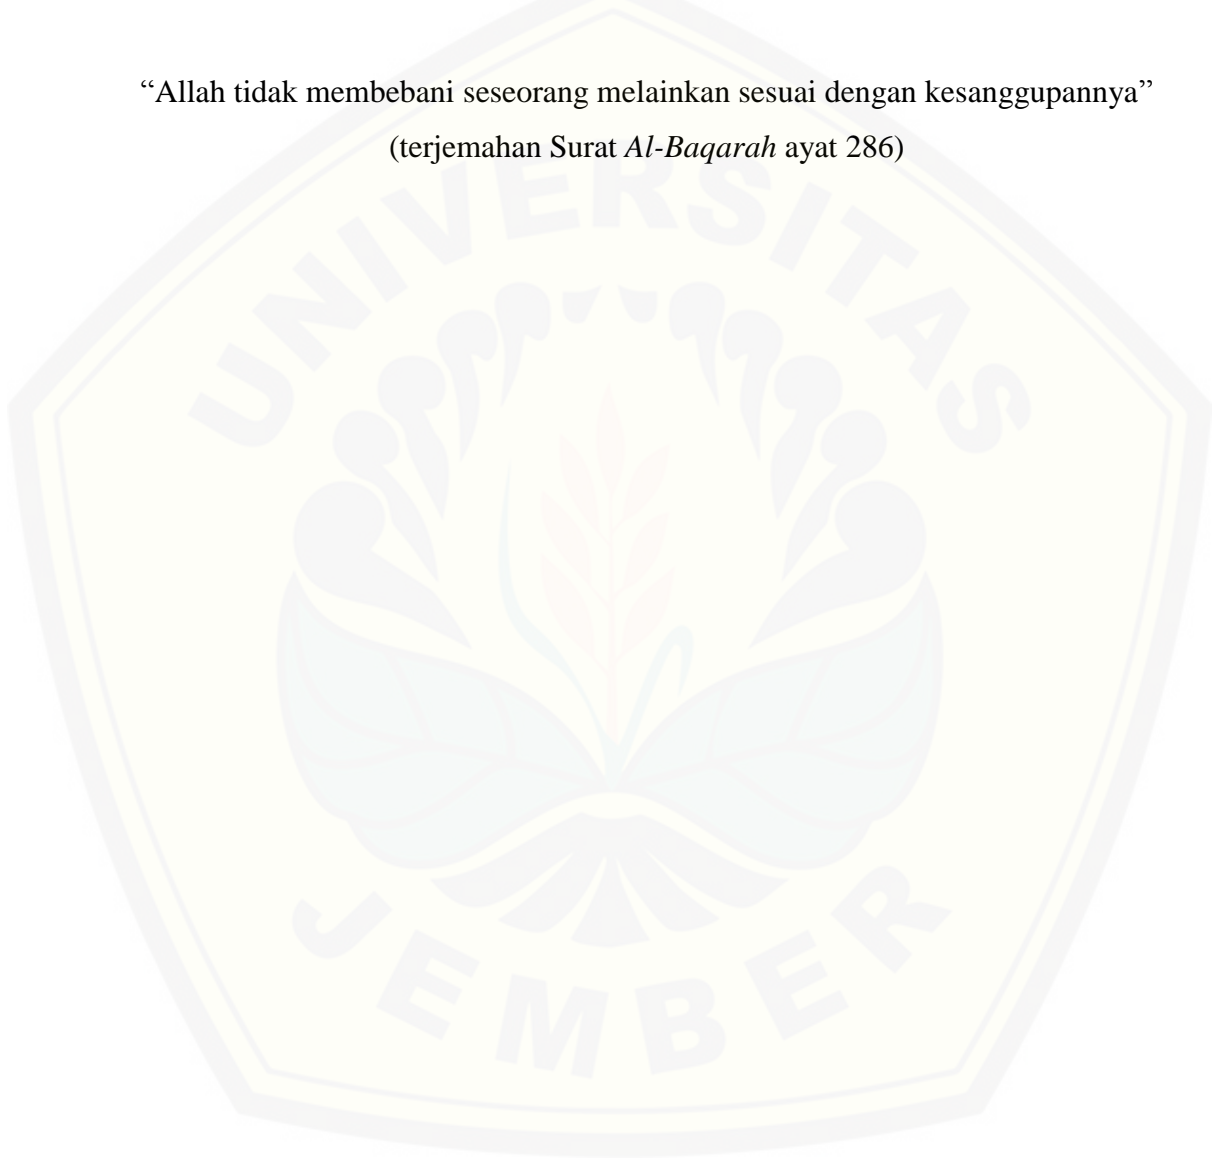 “Allah tidak membebani seseorang melainkan sesuai dengan kesanggupannya”
(terjemahan Surat Al-Baqarah ayat 286)
UNIVERSITAS
JEMBER